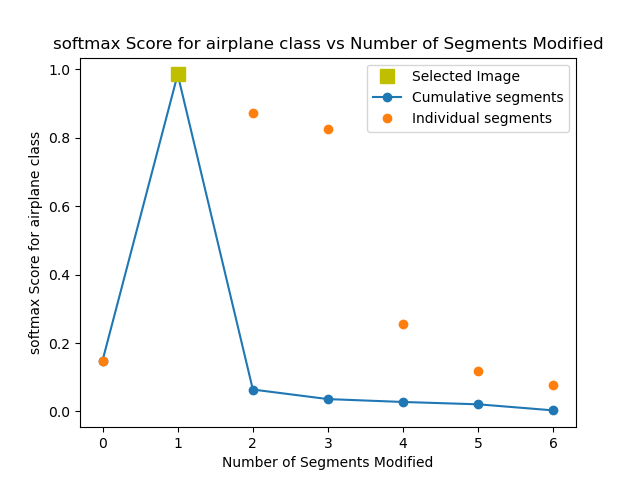 softmax Score for airplane class vs Number of Segments Modified
1.0
0.8
0.6
0.4
0.2
0.0
softmax Score for airplane class
Selected Image
Cumulative segments
Individual segments
0 1 2 3 4 5 6
Number of Segments Modified